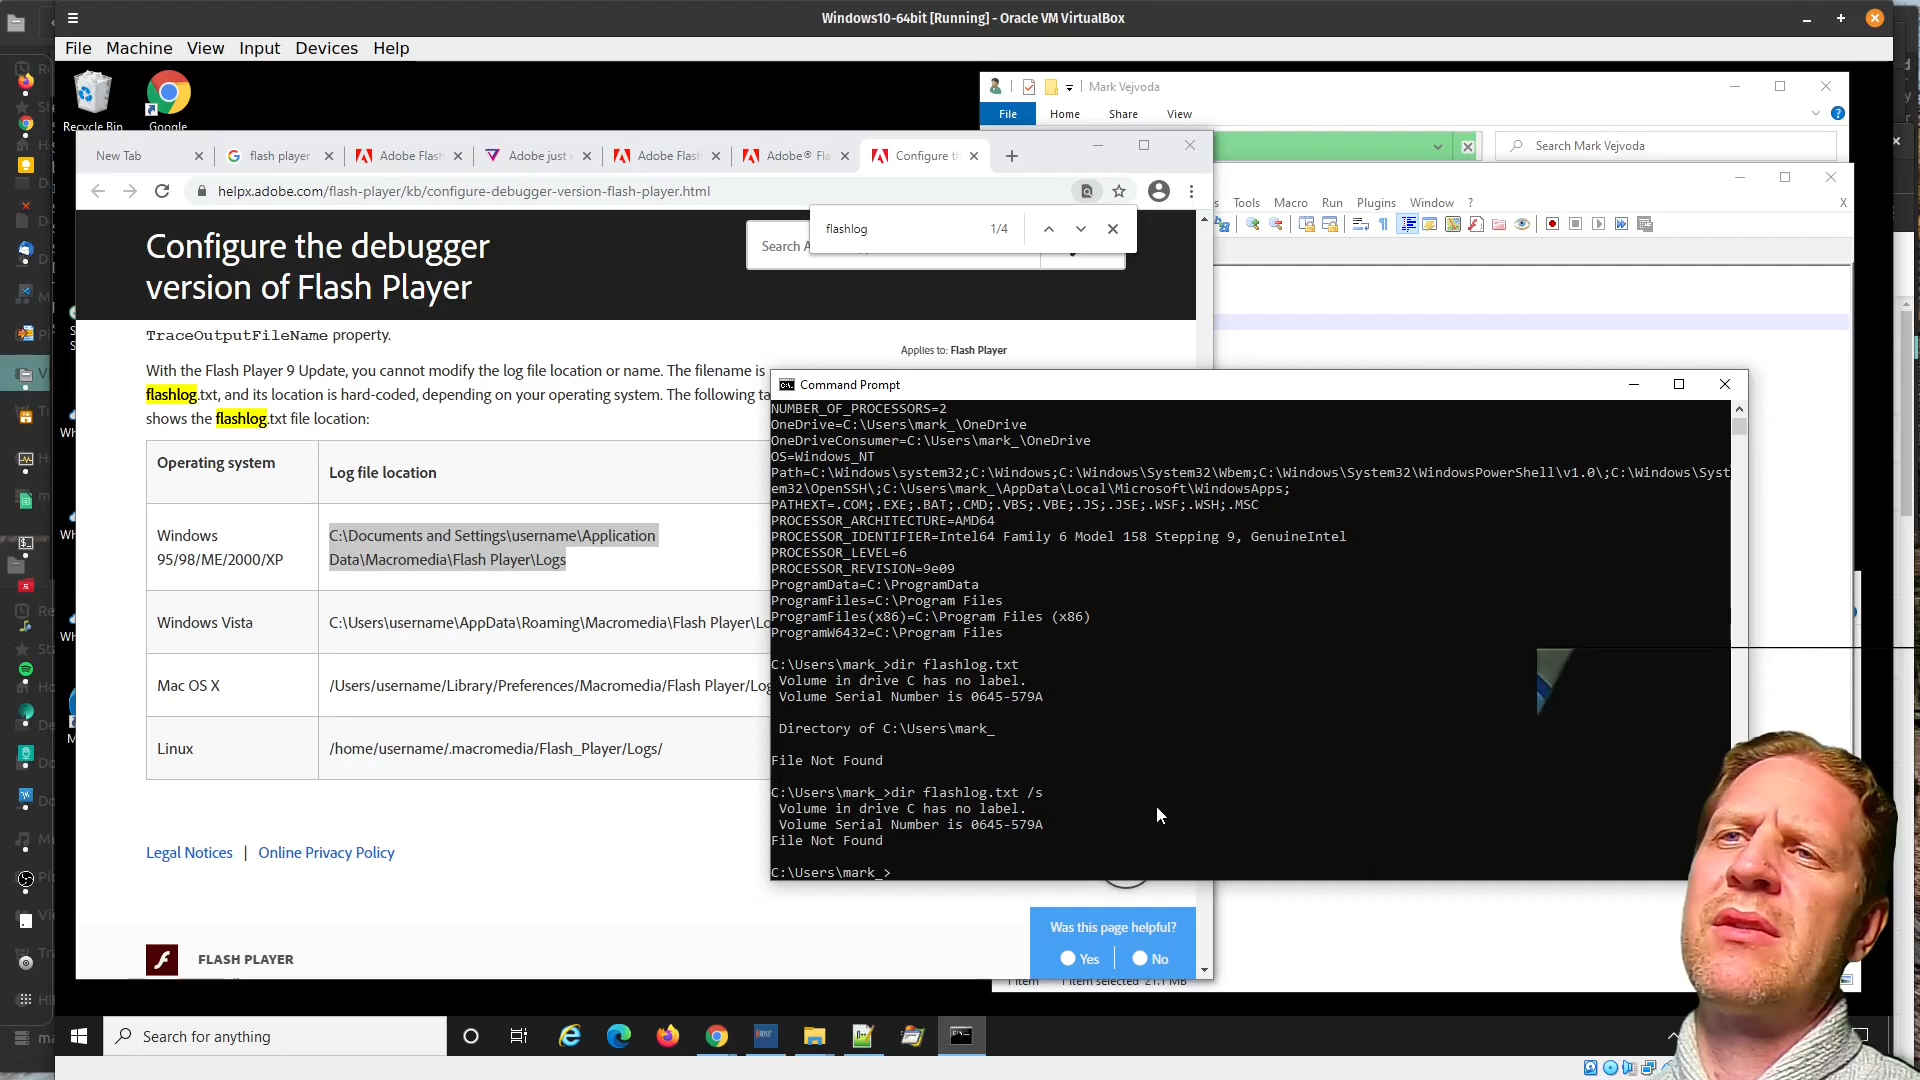 Windows10-64bit [Running] - Oracle VM VirtualBox
File Machine View Input Devices Help
Recycle Bin
Google
Mark Vejvoda
File Home Share View
Search Mark Vejvoda
New Tab
flash player
Adobe Flash
Adobe just
Adobe Flash
Adobe® Fla
Configure th
helpx.adobe.com/flash-player/kb/configure-debugger-version-flash-player.html
Tools Macro Run Plugins Window ?
X
flashlog 1/4
Search A
Configure the debugger
version of Flash Player
TraceOutputFileName property.
Applies to: Flash Player
With the Flash Player 9 Update, you cannot modify the log file location or name. The filename is
flashlog.txt, and its location is hard-coded, depending on your operating system. The following ta
shows the flashlog.txt file location:
Operating system
Log file location
Windows
95/98/ME/2000/XP
C:\Documents and Settings\username\Application
Data\Macromedia\Flash Player\Logs
Windows Vista
C:\Users\username\AppData\Roaming\Macromedia\Flash Player\Lo
Mac OS X
/Users/username/Library/Preferences/Macromedia/Flash Player/Log
Linux
/home/username/.macromedia/Flash_Player/Logs/
Legal Notices | Online Privacy Policy
FLASH PLAYER
Was this page helpful?
Yes No
Command Prompt
NUMBER_OF_PROCESSORS=2
OneDrive=C:\Users\mark_\OneDrive
OneDriveConsumer=C:\Users\mark_\OneDrive
OS=Windows_NT
Path=C:\Windows\system32;C:\Windows;C:\Windows\System32\Wbem;C:\Windows\System32\WindowsPowerShell\v1.0\;C:\Windows\Syst
em32\OpenSSH\;C:\Users\mark_\AppData\Local\Microsoft\WindowsApps;
PATHEXT=.COM;.EXE;.BAT;.CMD;.VBS;.VBE;.JS;.JSE;.WSF;.WSH;.MSC
PROCESSOR_ARCHITECTURE=AMD64
PROCESSOR_IDENTIFIER=Intel64 Family 6 Model 158 Stepping 9, GenuineIntel
PROCESSOR_LEVEL=6
PROCESSOR_REVISION=9e09
ProgramData=C:\ProgramData
ProgramFiles=C:\Program Files
ProgramFiles(x86)=C:\Program Files (x86)
ProgramW6432=C:\Program Files
C:\Users\mark_>dir flashlog.txt
Volume in drive C has no label.
Volume Serial Number is 0645-579A
Directory of C:\Users\mark_
File Not Found
C:\Users\mark_>dir flashlog.txt /s
Volume in drive C has no label.
Volume Serial Number is 0645-579A
File Not Found
C:\Users\mark_>
1 item 1 item selected 21.1 MB
Search for anything